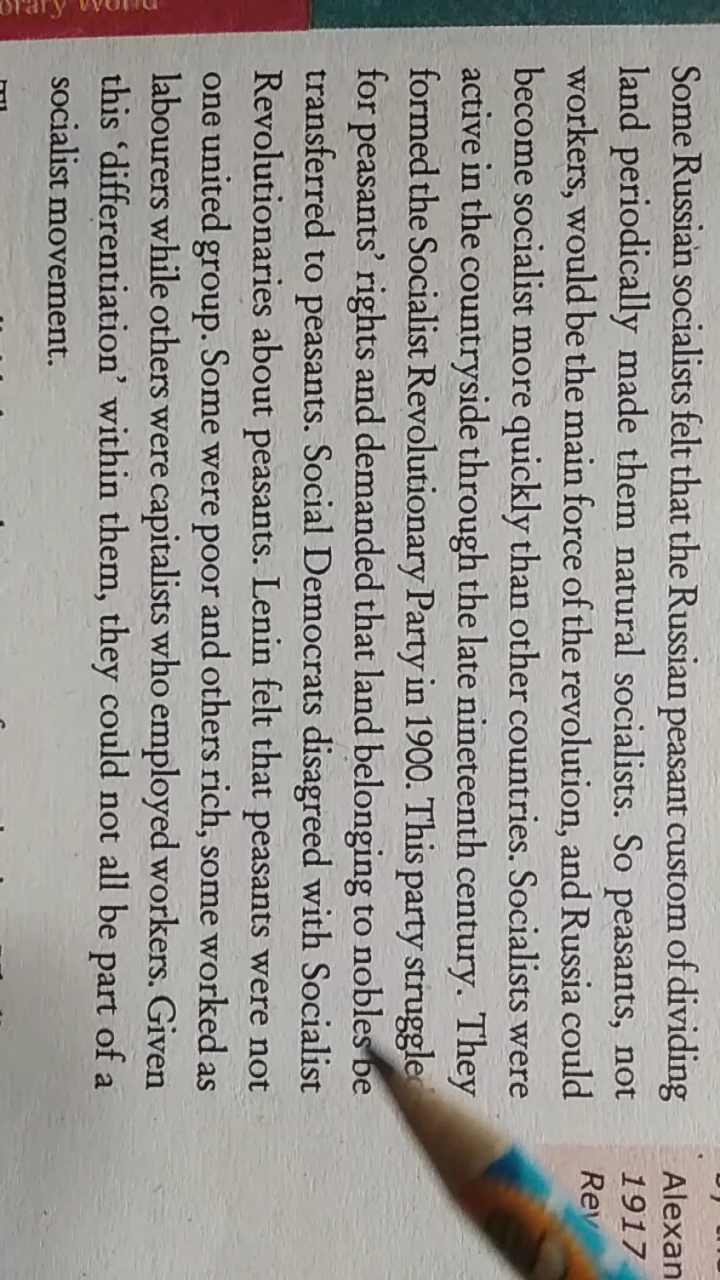 Some Russian socialists felt that the Russian peasant custom of dividing
land periodically made them natural socialists. So peasants, not
workers, would be the main force of the revolution, and Russia could
become socialist more quickly than other countries. Socialists were
active in the countryside through the late nineteenth century. They
formed the Socialist Revolutionary Party in 1900. This party struggled
for peasants' rights and demanded that land belonging to nobles be
transferred to peasants. Social Democrats disagreed with Socialist
Revolutionaries about peasants. Lenin felt that peasants were not
one united group. Some were poor and others rich, some worked as
labourers while others were capitalists who employed workers. Given
this ‘differentiation’ within them, they could not all be part of a
socialist movement.
Alexan
1917
Rev